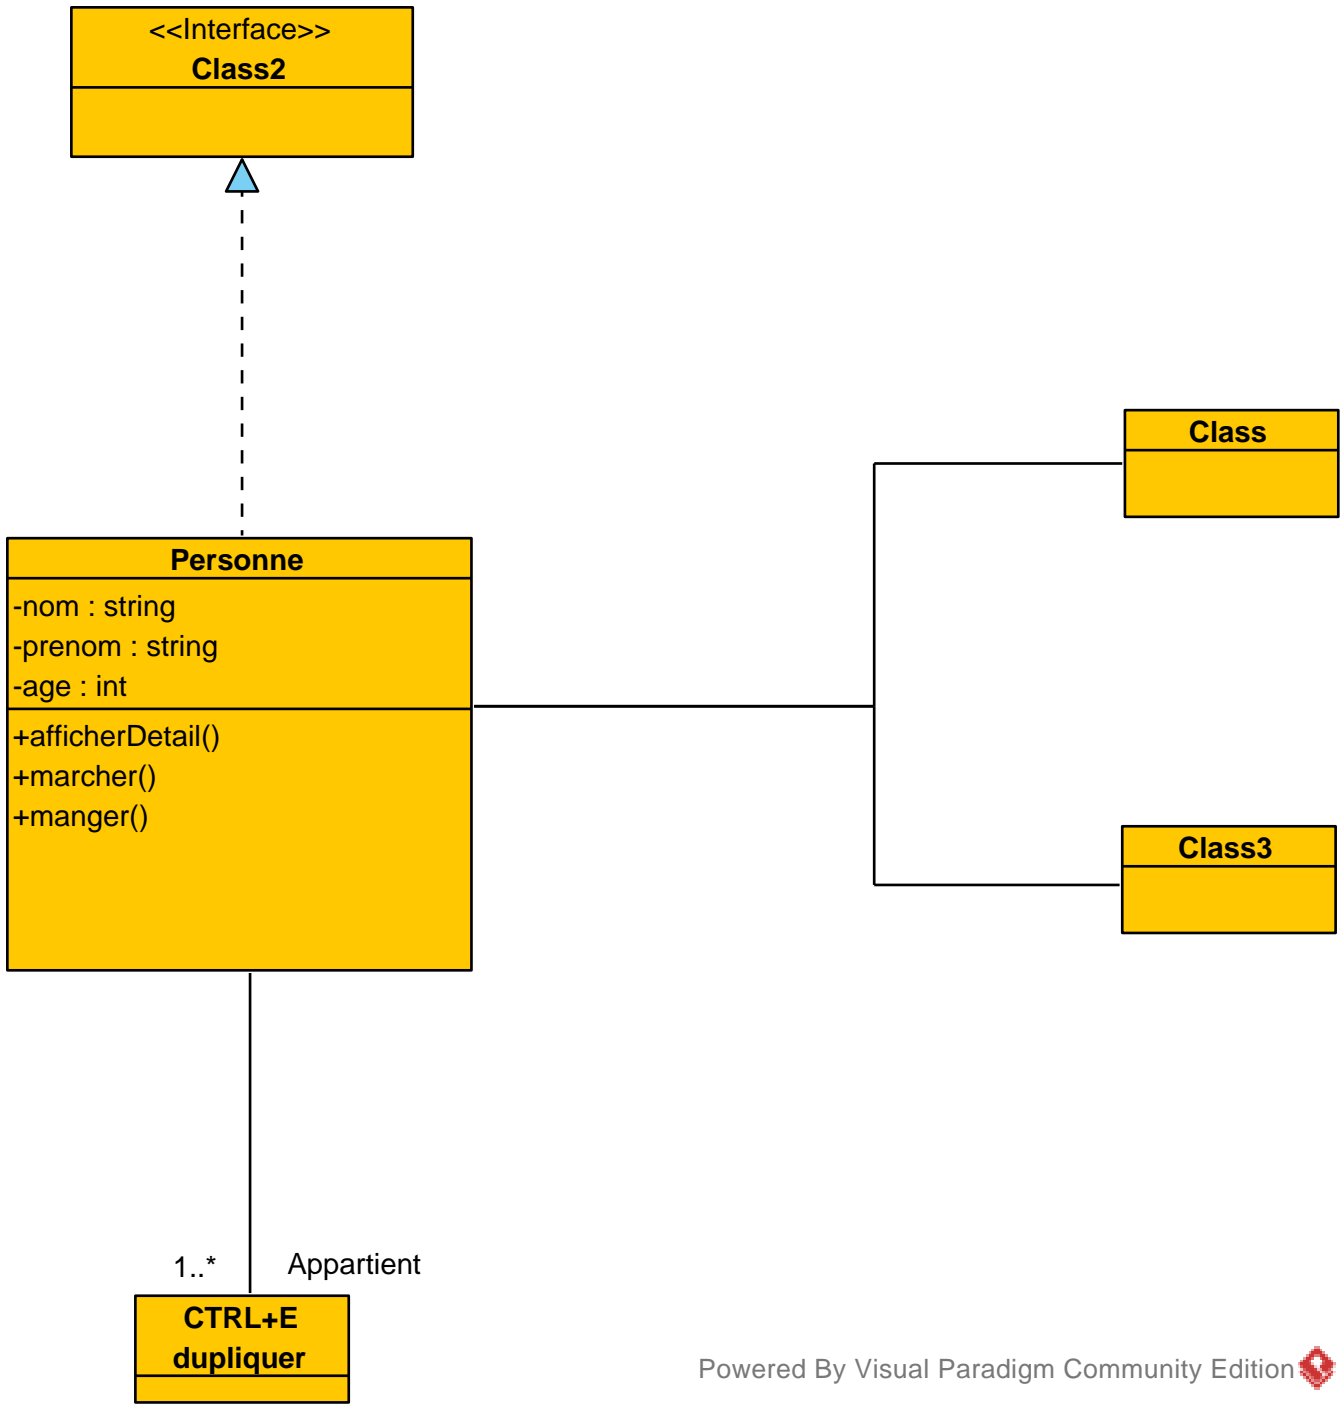 <<Interface>>
Class2
Class
Personne
-nom : string
-prenom : string
-age : int
+afficherDetail()
+marcher()
+manger()
Class3
1..*
Appartient
CTRL+E
dupliquer
Powered By Visual Paradigm Community Edition